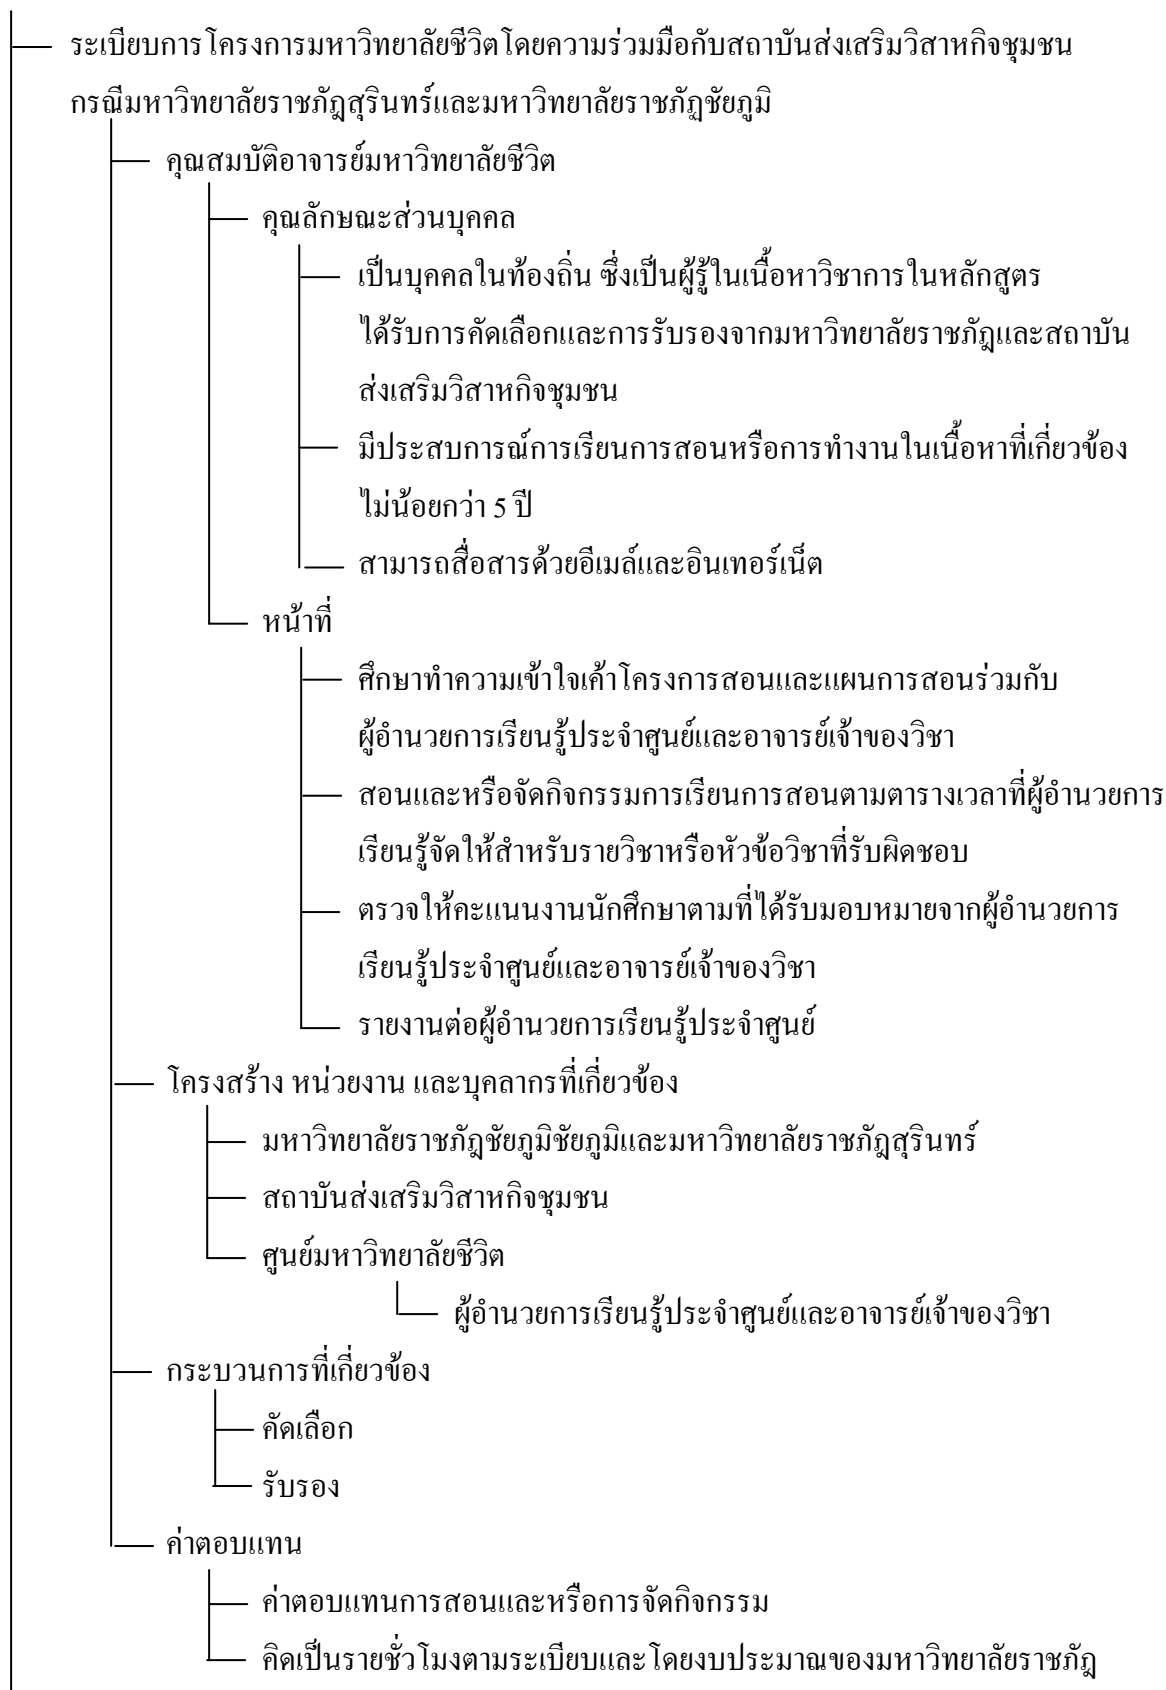 ระเบียบการโครงการมหาวิทยาลัยชีวิตโดยความร่วมมือกับสถาบันส่งเสริมวิสาหกิจชุมชน
กรณีมหาวิทยาลัยราชภัฎสุรินทร์และมหาวิทยาลัยราชภัฏชัยภูมิ
คุณสมบัติอาจารย์มหาวิทยาลัยชีวิต
คุณลักษณะส่วนบุคคล
เป็นบุคคลในท้องถิ่น ซึ่งเป็นผู้รู้ในเนื้อหาวิชาการในหลักสูตร
ได้รับการคัดเลือกและการรับรองจากมหาวิทยาลัยราชภัฎและสถาบัน
ส่งเสริมวิสาหกิจชุมชน
มีประสบการณ์การเรียนการสอนหรือการทำงานในเนื้อหาที่เกี่ยวข้อง
ไม่น้อยกว่า 5 ปี
สามารถสื่อสารด้วยอีเมล์และอินเทอร์เน็ต
หน้าที่
ศึกษาทำความเข้าใจเค้าโครงการสอนและแผนการสอนร่วมกับ
ผู้อำนวยการเรียนรู้ประจำศูนย์และอาจารย์เจ้าของวิชา
สอนและหรือจัดกิจกรรมการเรียนการสอนตามตารางเวลาที่ผู้อำนวยการ
เรียนรู้จัดให้สำหรับรายวิชาหรือหัวข้อวิชาที่รับผิดชอบ
ตรวจให้คะแนนงานนักศึกษาตามที่ได้รับมอบหมายจากผู้อำนวยการ
เรียนรู้ประจำศูนย์และอาจารย์เจ้าของวิชา
รายงานต่อผู้อำนวยการเรียนรู้ประจำศูนย์
โครงสร้าง หน่วยงาน และบุคลากรที่เกี่ยวข้อง
มหาวิทยาลัยราชภัฎชัยภูมิชัยภูมิและมหาวิทยาลัยราชภัฎสุรินทร์
สถาบันส่งเสริมวิสาหกิจชุมชน
ศูนย์มหาวิทยาลัยชีวิต
ผู้อำนวยการเรียนรู้ประจำศูนย์และอาจารย์เจ้าของวิชา
กระบวนการที่เกี่ยวข้อง
คัดเลือก
รับรอง
ค่าตอบแทน
ค่าตอบแทนการสอนและหรือการจัดกิจกรรม
คิดเป็นรายชั่วโมงตามระเบียบและโดยงบประมาณของมหาวิทยาลัยราชภัฎ